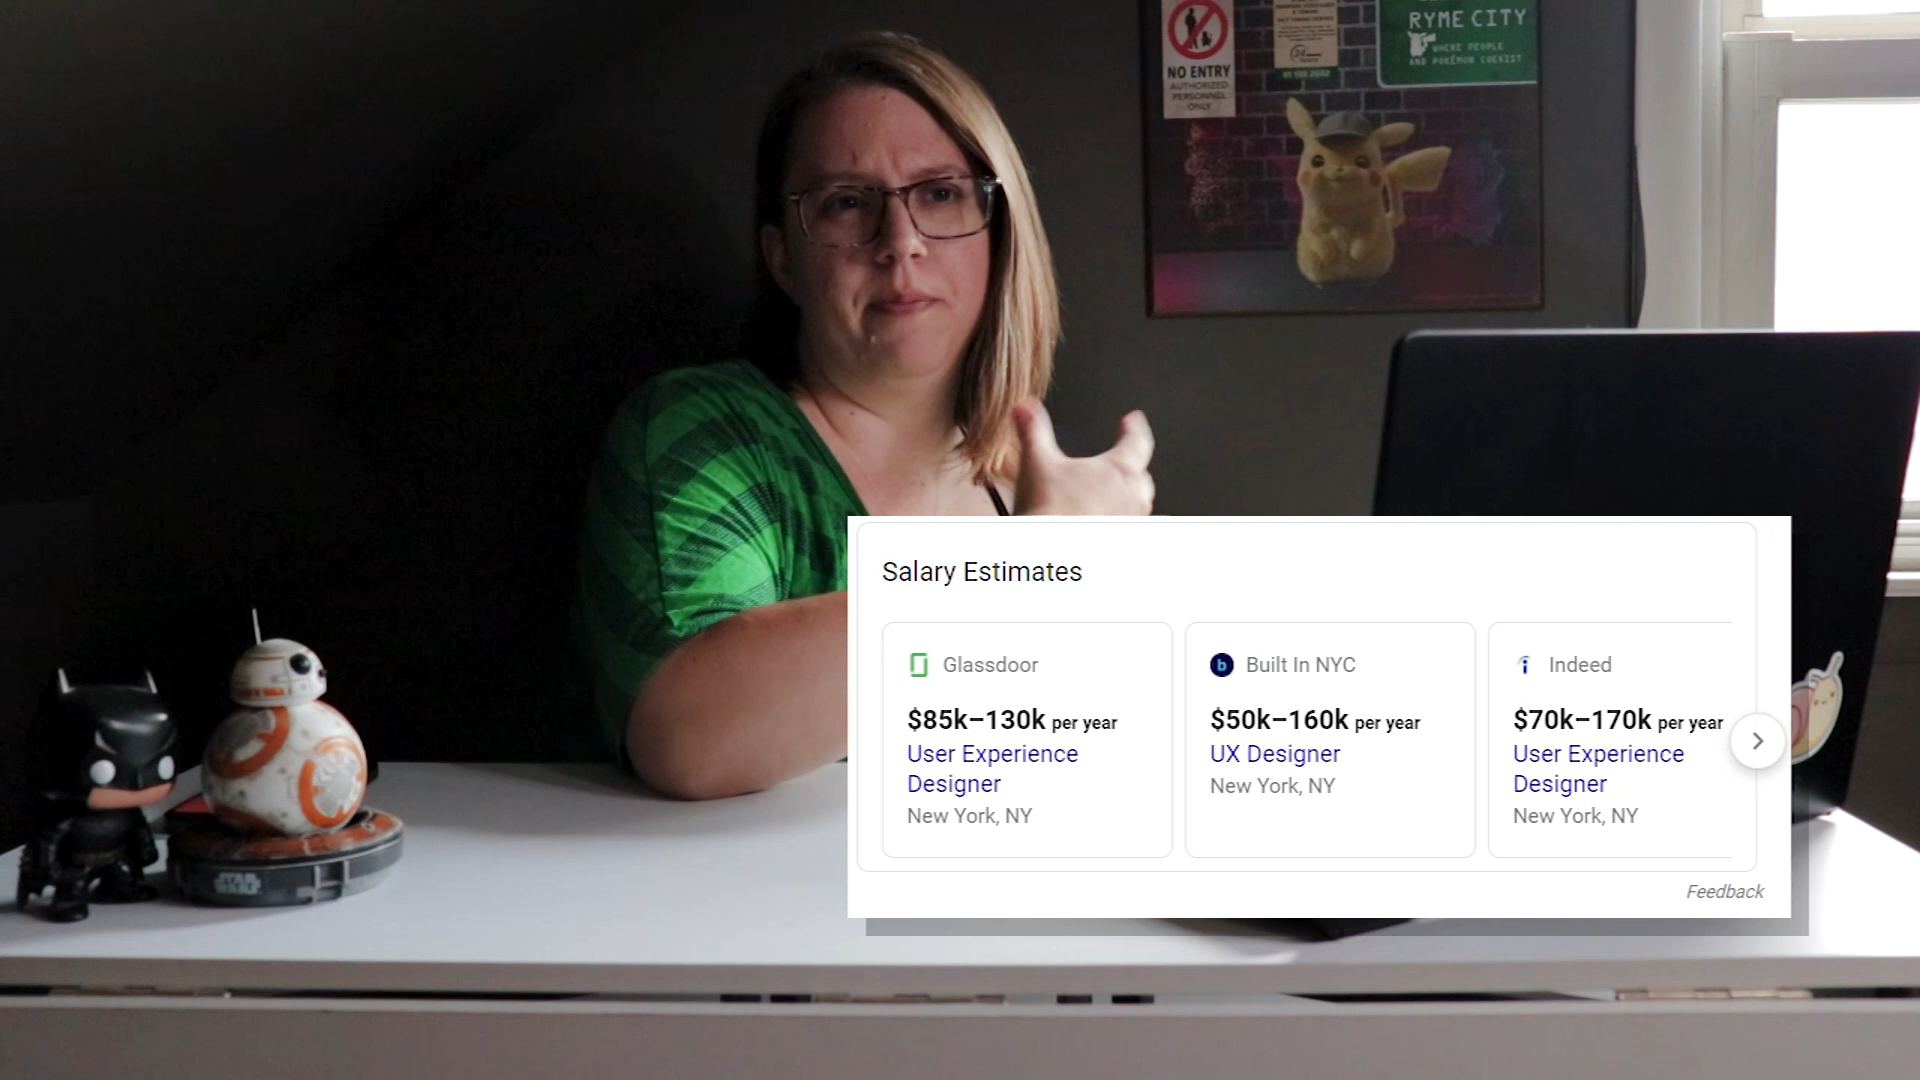 RYME CITY
WHERE PEOPLE
AND POKÉMON COEXIST
NO ENTRY
AUTHORIZED
PERSONNEL
ONLY
Salary Estimates
Glassdoor
$85k–130k per year
User Experience
Designer
New York, NY
Built In NYC
$50k–160k per year
UX Designer
New York, NY
Indeed
$70k–170k per year
User Experience
Designer
New York, NY
Feedback
STAR
WARS